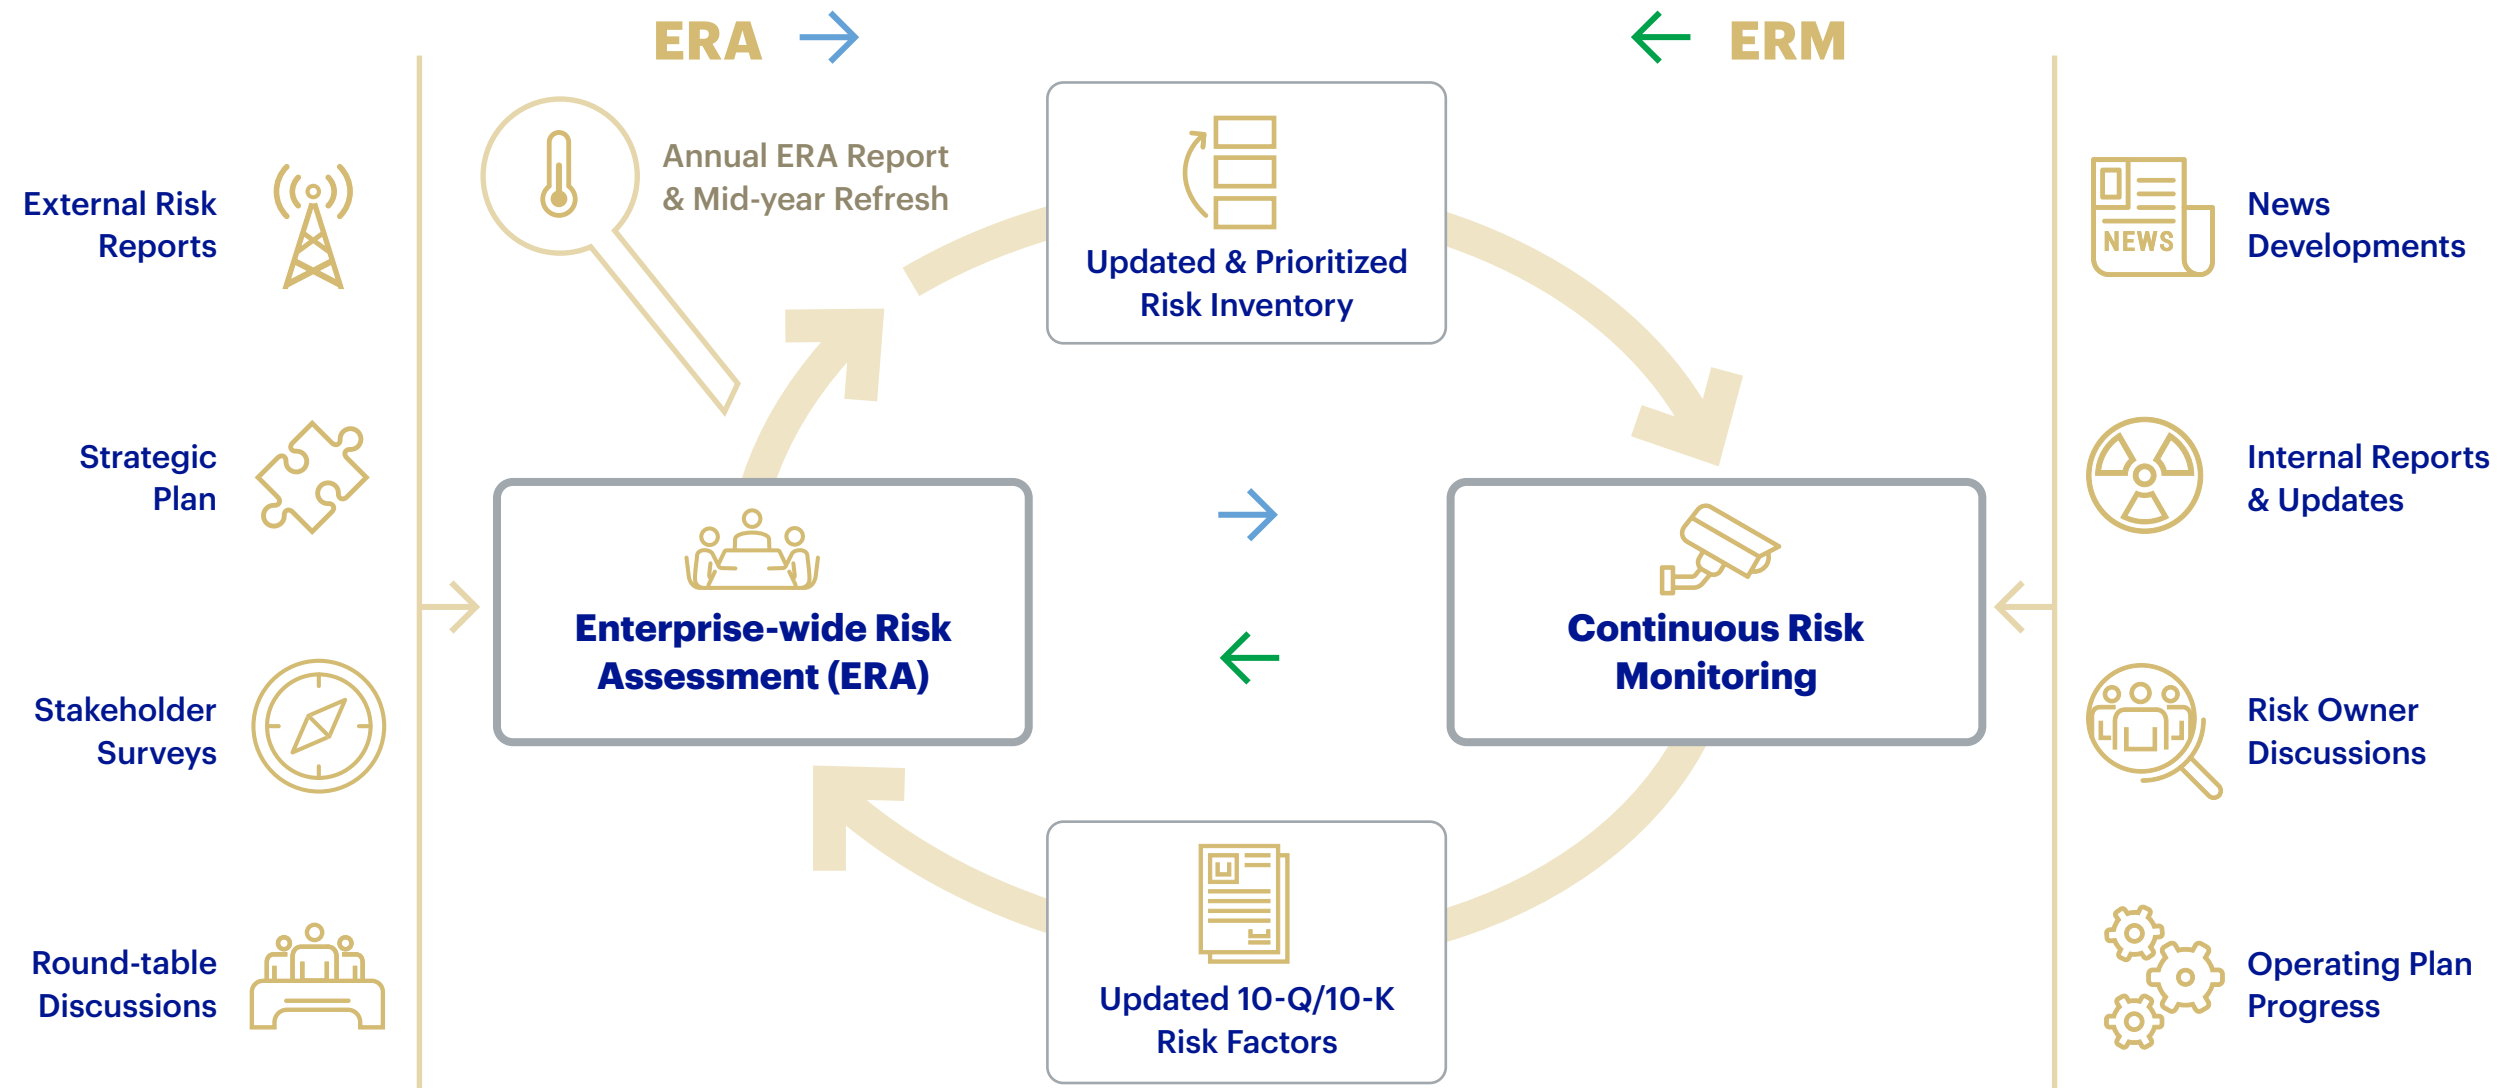 ERA
ERM
Annual ERA Report
& Mid-year Refresh
External Risk
Reports
Strategic
Plan
Stakeholder
Surveys
Round-table
Discussions
Updated & Prioritized
Risk Inventory
Enterprise-wide Risk
Assessment (ERA)
Continuous Risk
Monitoring
Updated 10-Q/10-K
Risk Factors
NEWS
News
Developments
Internal Reports
& Updates
Risk Owner
Discussions
Operating Plan
Progress